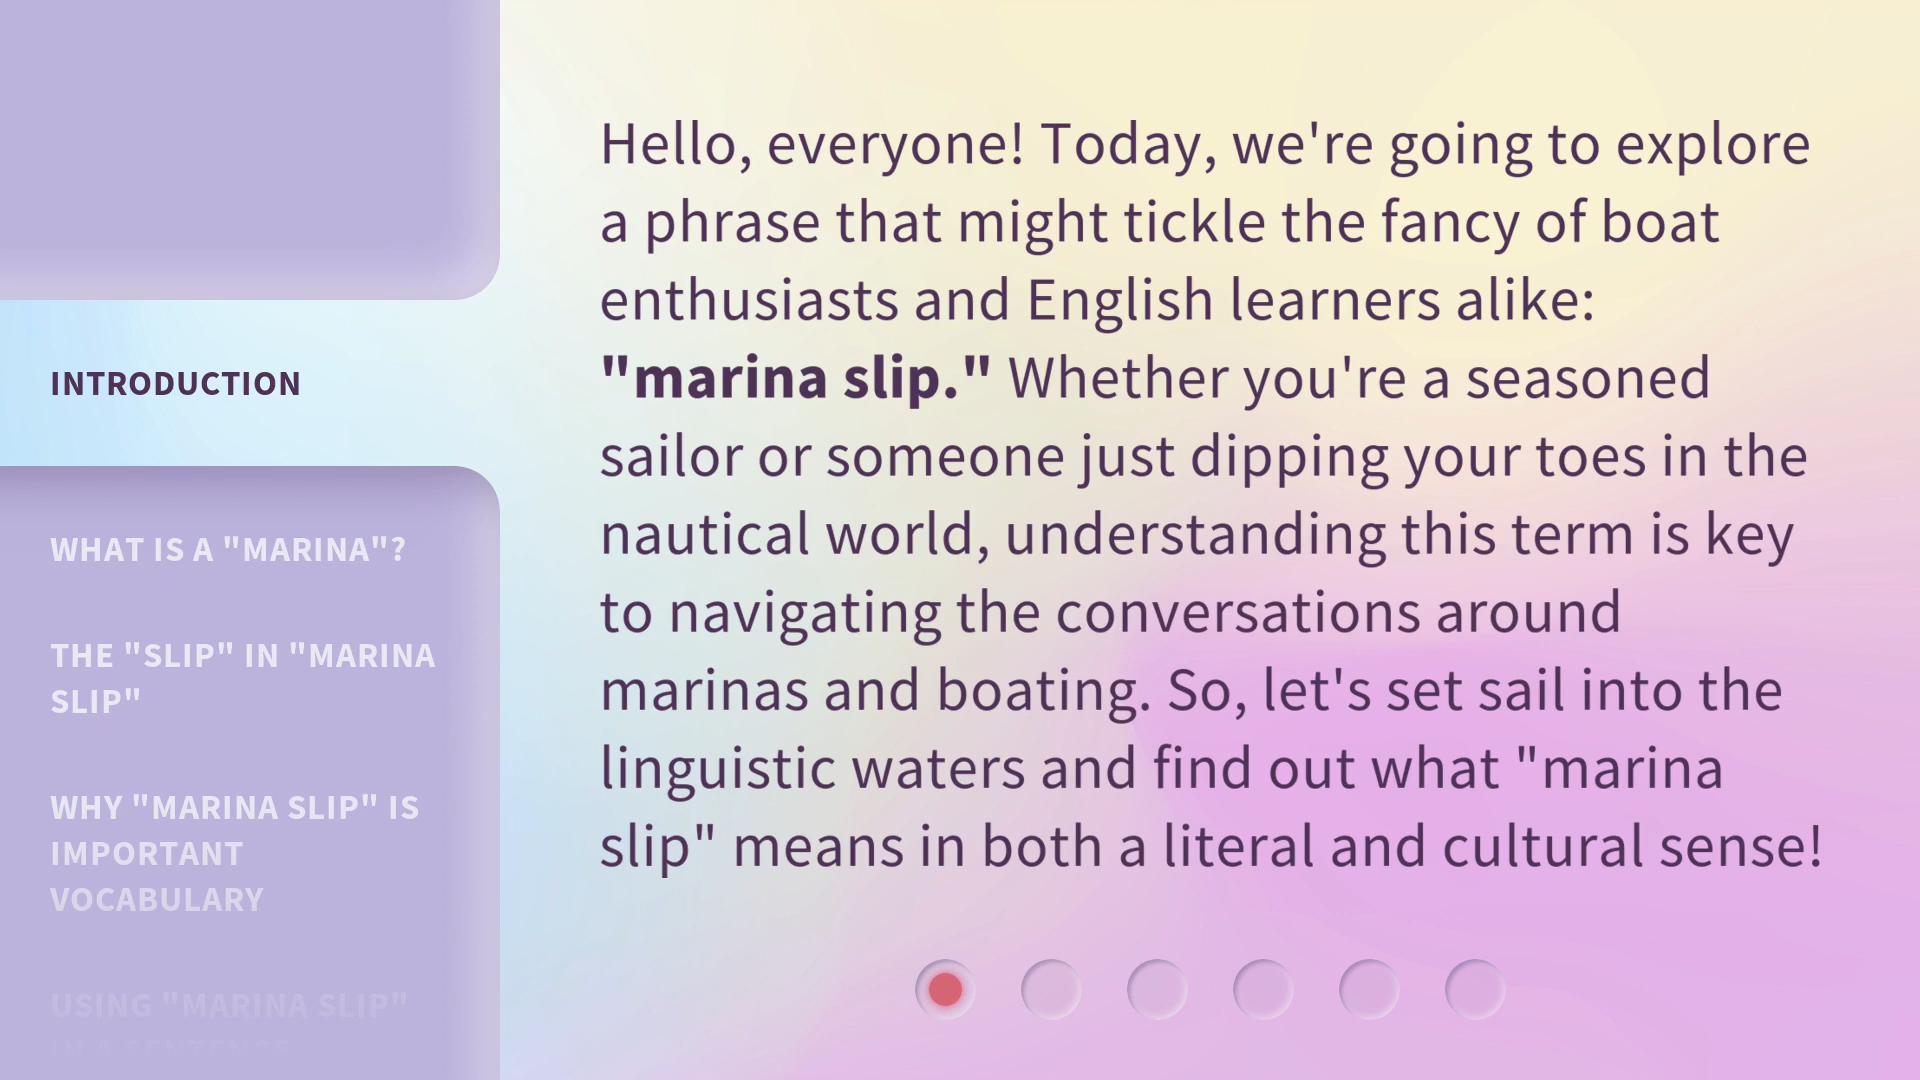 INTRODUCTION
WHAT IS A "MARINA"?
THE "SLIP" IN "MARINA
SLIP"
WHY "MARINA SLIP" IS
IMPORTANT
VOCABULARY
USING "MARINA SLIP"
IN A SENTENCE
Hello, everyone! Today, we're going to explore
a phrase that might tickle the fancy of boat
enthusiasts and English learners alike:
"marina slip." Whether you're a seasoned
sailor or someone just dipping your toes in the
nautical world, understanding this term is key
to navigating the conversations around
marinas and boating. So, let's set sail into the
linguistic waters and find out what "marina
slip" means in both a literal and cultural sense!